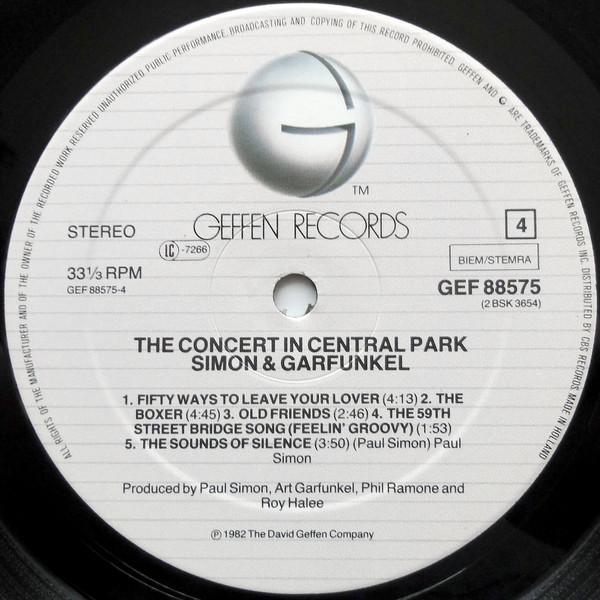 ALL RIGHTS OF THE MANUFACTURER AND OF THE OWNER OF THE RECORDED WORK RESERVED. UNAUTHORIZED PUBLIC PERFORMANCE, BROADCASTING AND COPYING OF THIS RECORD PROHIBITED. GEFFEN AND G ARE TRADEMARKS OF GEFFEN RECORDS INC. DISTRIBUTED BY CBS RECORDS. MADE IN HOLLAND
G
TM
GEFFEN RECORDS
STEREO
LC-7266
4
BIEM/STEMRA
33⅓ RPM
GEF 88575-4
GEF 88575
(2 BSK 3654)
THE CONCERT IN CENTRAL PARK
SIMON & GARFUNKEL
1. FIFTY WAYS TO LEAVE YOUR LOVER (4:13) 2. THE
BOXER (4:45) 3. OLD FRIENDS (2:46) 4. THE 59TH
STREET BRIDGE SONG (FEELIN' GROOVY) (1:53)
5. THE SOUNDS OF SILENCE (3:50) (Paul Simon) Paul
Simon
Produced by Paul Simon, Art Garfunkel, Phil Ramone and
Roy Halee
℗ 1982 The David Geffen Company